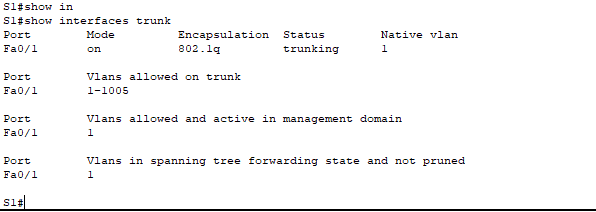 S1#show in
S1#show interfaces trunk
Port Mode Encapsulation Status Native vlan
Fa0/1 on 802.1q trunking 1
Port Vlans allowed on trunk
Fa0/1 1-1005
Port Vlans allowed and active in management domain
Fa0/1 1
Port Vlans in spanning tree forwarding state and not pruned
Fa0/1 1
S1#